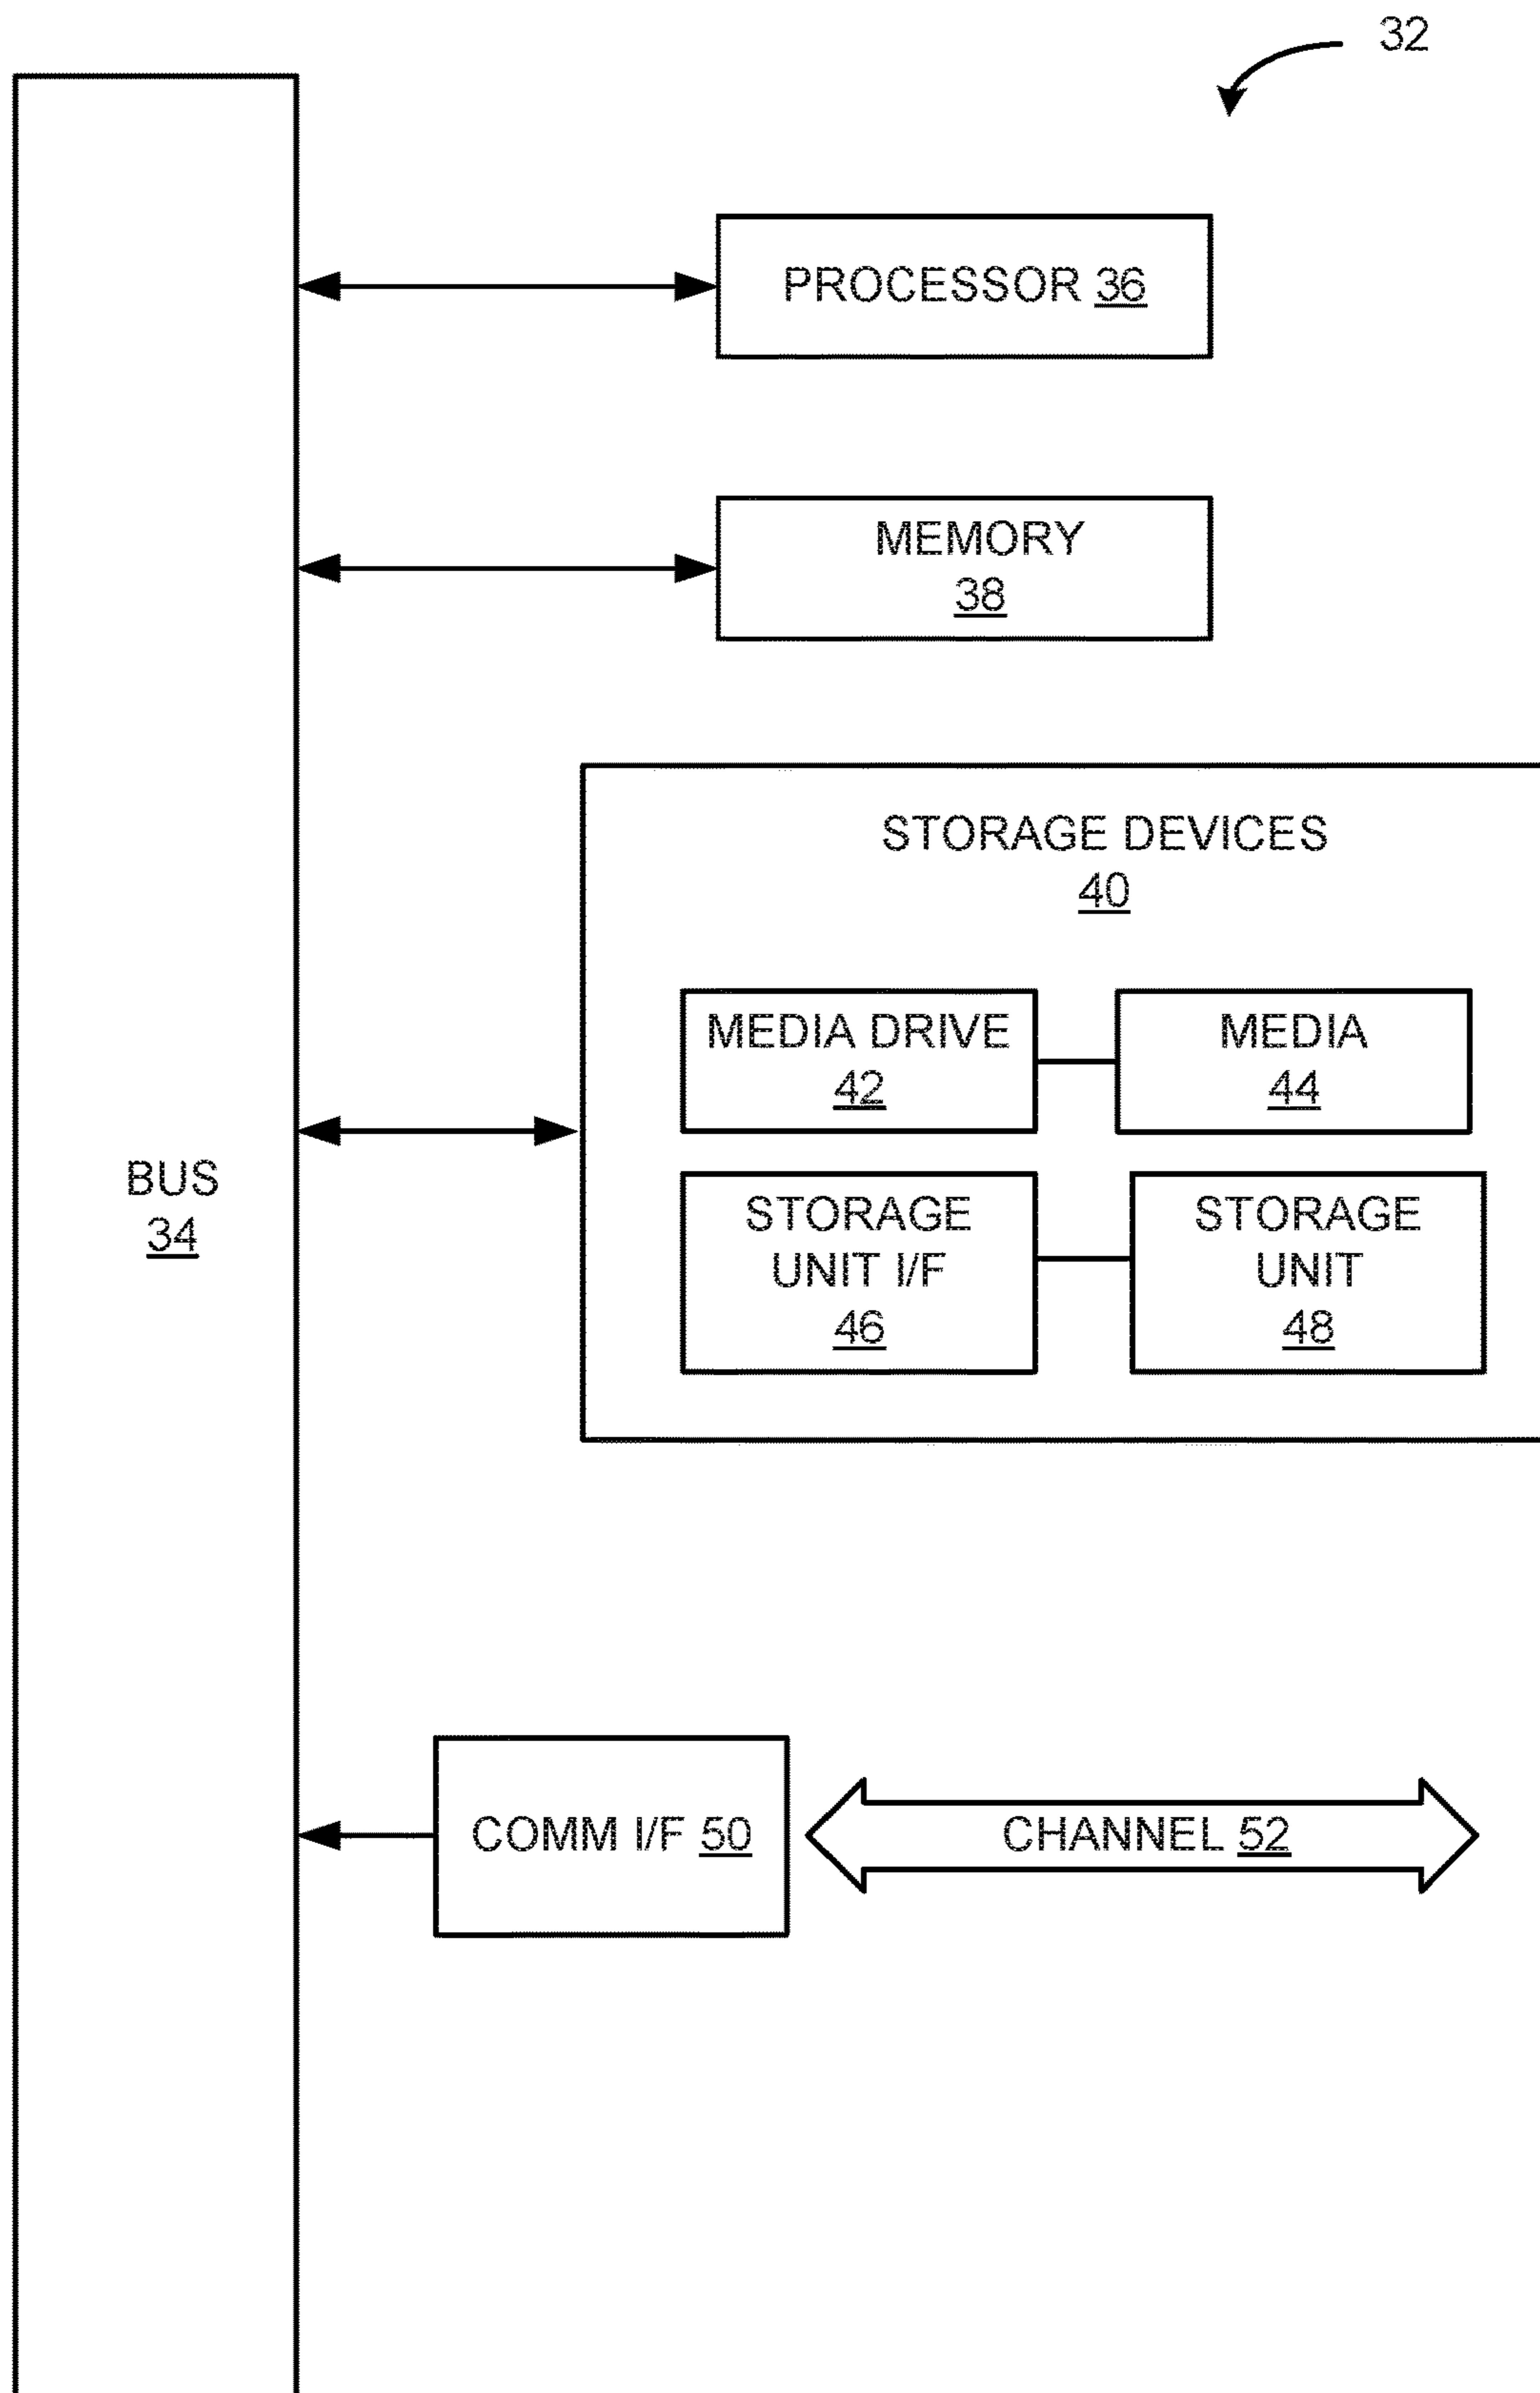 32
PROCESSOR 36
MEMORY
38
STORAGE DEVICES
40
MEDIA DRIVE
42
MEDIA
44
BUS
34
STORAGE
UNIT I/F
46
STORAGE
UNIT
48
COMM I/F 50
CHANNEL 52